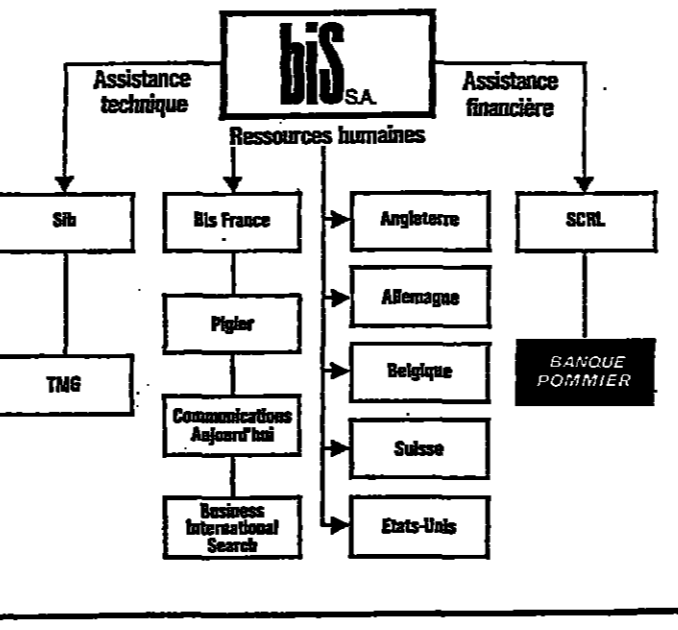 bis S.A.
Assistance
technique
Assistance
financière
Ressources humaines
Sib
Bis France
Angleterre
SCRL
Allemagne
Pigier
BANQUE
POMMIER
TMG
Belgique
Communications
Aujourd'hui
Suisse
Business
International
Search
Etats-Unis